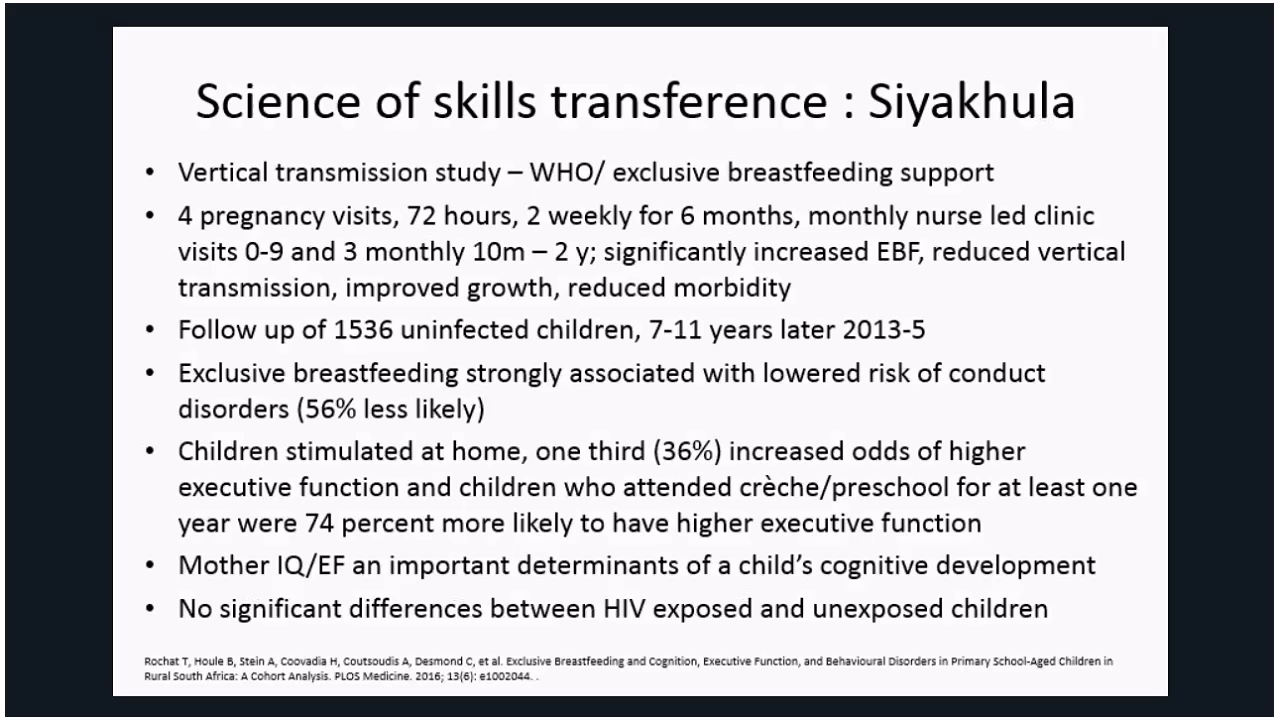 Science of skills transference : Siyakhula
• Vertical transmission study – WHO/ exclusive breastfeeding support
• 4 pregnancy visits, 72 hours, 2 weekly for 6 months, monthly nurse led clinic
visits 0-9 and 3 monthly 10m – 2 y; significantly increased EBF, reduced vertical
transmission, improved growth, reduced morbidity
• Follow up of 1536 uninfected children, 7-11 years later 2013-5
• Exclusive breastfeeding strongly associated with lowered risk of conduct
disorders (56% less likely)
• Children stimulated at home, one third (36%) increased odds of higher
executive function and children who attended crèche/preschool for at least one
year were 74 percent more likely to have higher executive function
• Mother IQ/EF an important determinants of a child's cognitive development
• No significant differences between HIV exposed and unexposed children
Rochat T, Houle B, Stein A, Coovadia H, Coutsoudis A, Desmond C, et al. Exclusive Breastfeeding and Cognition, Executive Function, and Behavioural Disorders in Primary School-Aged Children in
Rural South Africa: A Cohort Analysis. PLOS Medicine. 2016; 13(6): e1002044. .